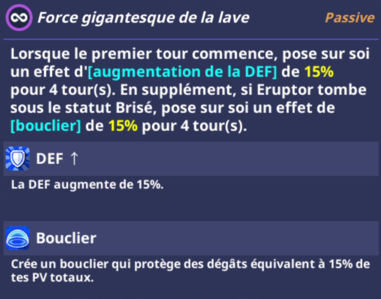 Force gigantesque de la lave Passive
Lorsque le premier tour commence, pose sur soi
un effet d'[augmentation de la DEF] de 15%
pour 4 tour(s). En supplément, si Eruptor tombe
sous le statut Brisé, pose sur soi un effet de
[bouclier] de 15% pour 4 tour(s).
DEF ↑
La DEF augmente de 15%.
Bouclier
Crée un bouclier qui protège des dégâts équivalent à 15% de
tes PV totaux.